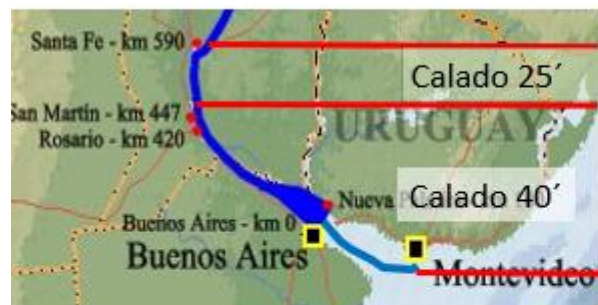 Santa Fe - km 590
Calado 25´
San Martin - km 447
URUGUAY
Rosario - km 420
Nueva
Calado 40´
Buenos Aires - km 0
Buenos Aires
Montevideo